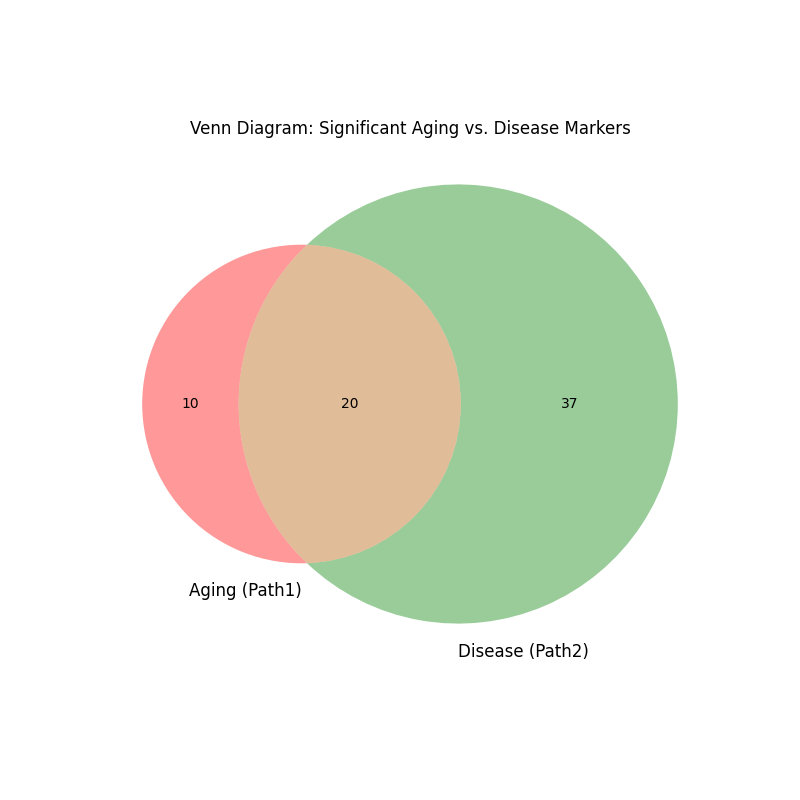 Venn Diagram: Significant Aging vs. Disease Markers
10 20 37
Aging (Path1)
Disease (Path2)